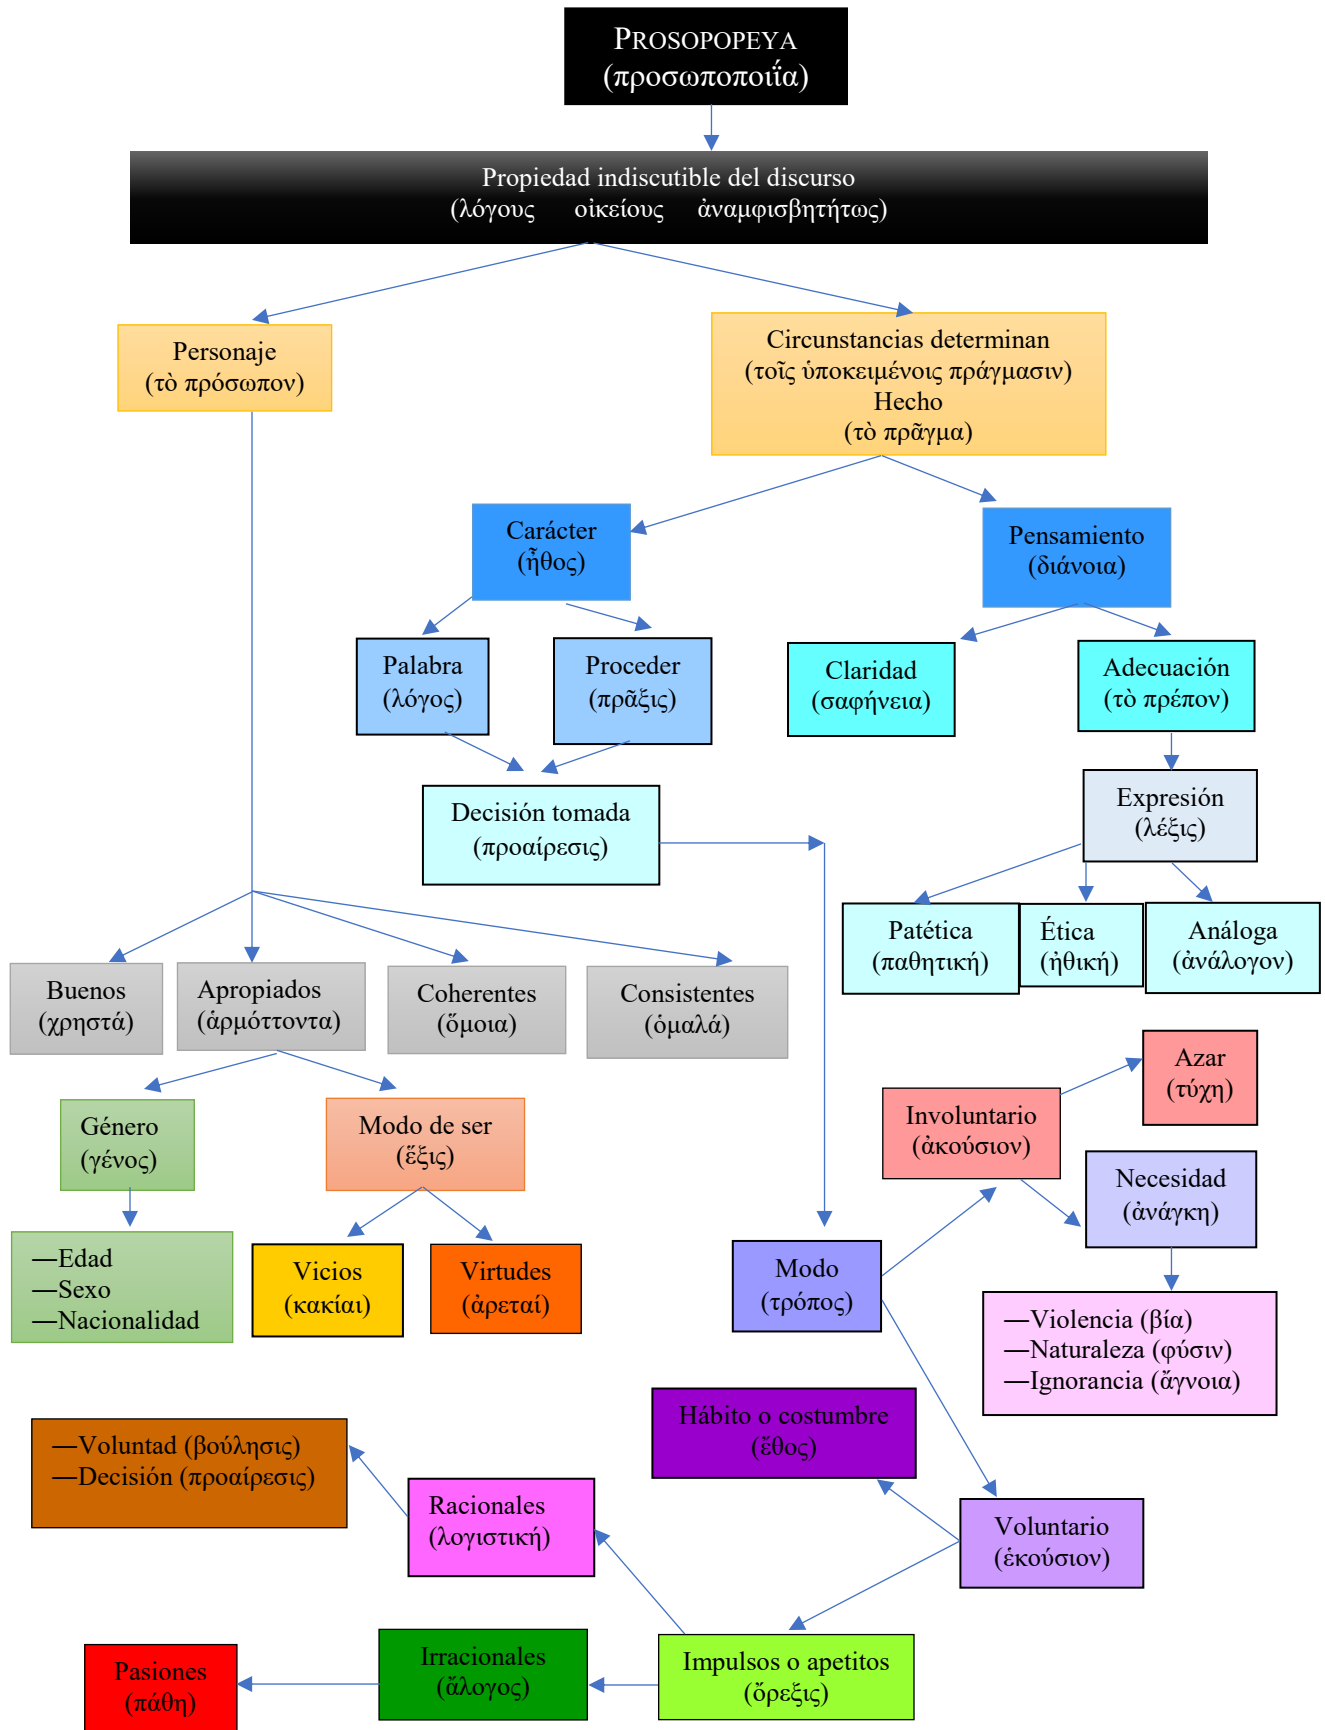 PROSOPOPEYA
(προσωποποιΐα)
Propiedad indiscutible del discurso
(λόγους οἰκείους ἀναμφισβητήτως)
Personaje
(τὸ πρόσωπον)
Circunstancias determinan
(τοῖς ὑποκειμένοις πράγμασιν)
Hecho
(τὸ πρᾶγμα)
Carácter
(ἦθος)
Pensamiento
(διάνοια)
Palabra
(λόγος)
Proceder
(πρᾶξις)
Claridad
(σαφήνεια)
Adecuación
(τὸ πρέπον)
Decisión tomada
(προαίρεσις)
Expresión
(λέξις)
Patética
(παθητική)
Ética
(ἠθική)
Análoga
(ἀνάλογον)
Buenos
(χρηστά)
Apropiados
(ἁρμόττοντα)
Coherentes
(ὅμοια)
Consistentes
(ὁμαλά)
Azar
(τύχη)
Involuntario
(ἀκούσιον)
Género
(γένος)
Modo de ser
(ἕξις)
Necesidad
(ἀνάγκη)
—Edad
—Sexo
—Nacionalidad
Vicios
(κακίαι)
Virtudes
(ἀρεταί)
Modo
(τρόπος)
—Violencia (βία)
—Naturaleza (φύσιν)
—Ignorancia (ἄγνοια)
Hábito o costumbre
(ἔθος)
—Voluntad (βούλησις)
—Decisión (προαίρεσις)
Racionales
(λογιστική)
Voluntario
(ἑκούσιον)
Pasiones
(πάθη)
Irracionales
(ἄλογος)
Impulsos o apetitos
(ὄρεξις)